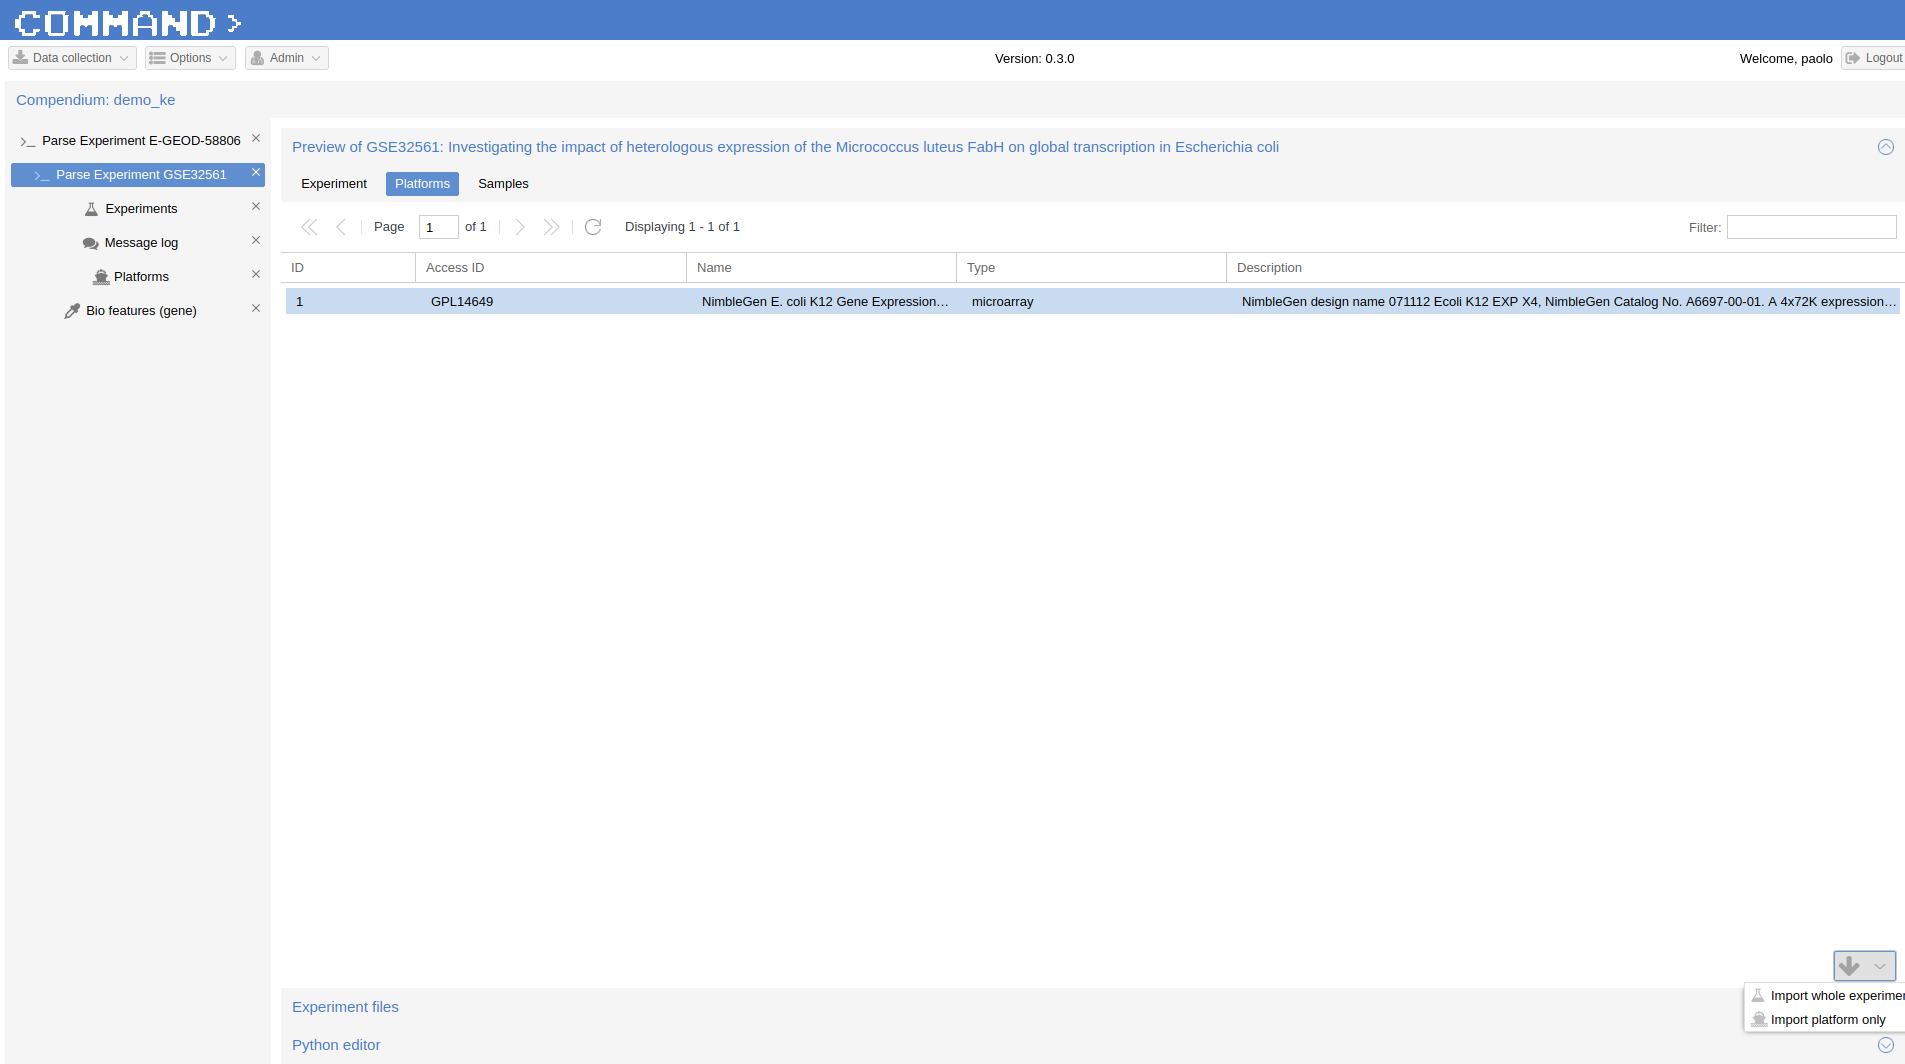 COMMAND >
Data collection Options Admin Version: 0.3.0 Welcome, paolo Logout
Compendium: demo_ke
Parse Experiment E-GEOD-58806
Parse Experiment GSE32561
Experiments
Message log
Platforms
Bio features (gene)
Preview of GSE32561: Investigating the impact of heterologous expression of the Micrococcus luteus FabH on global transcription in Escherichia coli
Experiment Platforms Samples
Page 1 of 1 Displaying 1 - 1 of 1 Filter:
ID Access ID Name Type Description
1 GPL14649 NimbleGen E. coli K12 Gene Expression… microarray NimbleGen design name 071112 Ecoli K12 EXP X4, NimbleGen Catalog No. A6697-00-01. A 4x72K expression…
Import whole experimen
Import platform only
Experiment files
Python editor